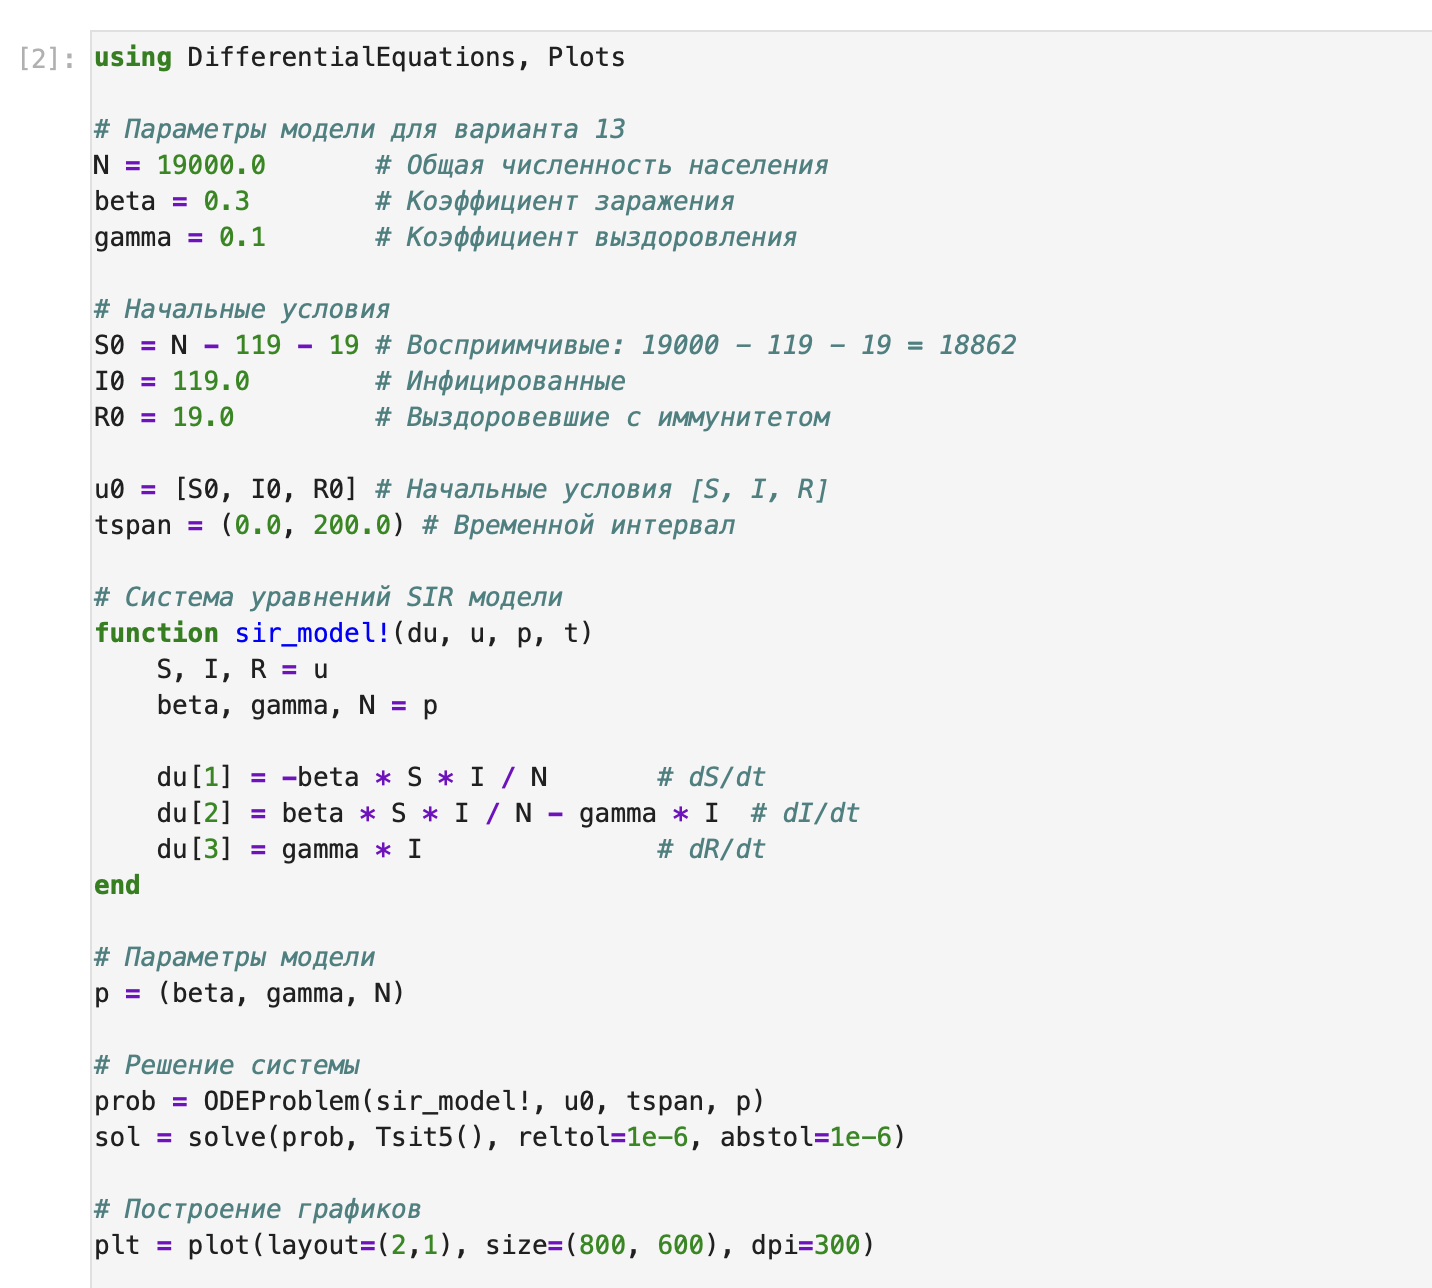 [2]: using DifferentialEquations, Plots
# Параметры модели для варианта 13
N = 19000.0       # Общая численность населения
beta = 0.3        # Коэффициент заражения
gamma = 0.1       # Коэффициент выздоровления
# Начальные условия
S0 = N - 119 - 19 # Восприимчивые: 19000 - 119 - 19 = 18862
I0 = 119.0        # Инфицированные
R0 = 19.0         # Выздоровевшие с иммунитетом
u0 = [S0, I0, R0] # Начальные условия [S, I, R]
tspan = (0.0, 200.0) # Временной интервал
# Система уравнений SIR модели
function sir_model!(du, u, p, t)
    S, I, R = u
    beta, gamma, N = p
    du[1] = -beta * S * I / N       # dS/dt
    du[2] = beta * S * I / N - gamma * I  # dI/dt
    du[3] = gamma * I               # dR/dt
end
# Параметры модели
p = (beta, gamma, N)
# Решение системы
prob = ODEProblem(sir_model!, u0, tspan, p)
sol = solve(prob, Tsit5(), reltol=1e-6, abstol=1e-6)
# Построение графиков
plt = plot(layout=(2,1), size=(800, 600), dpi=300)